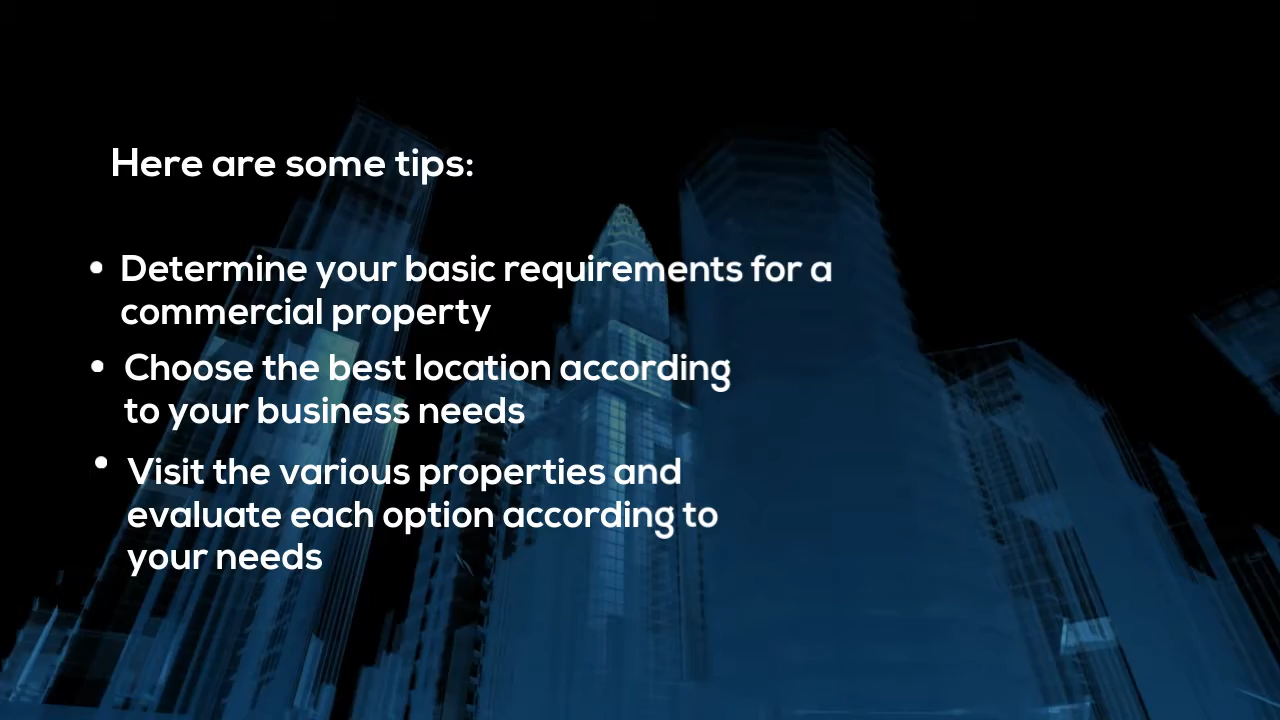 Here are some tips:
• Determine your basic requirements for a
commercial property
• Choose the best location according
to your business needs
• Visit the various properties and
evaluate each option according to
your needs